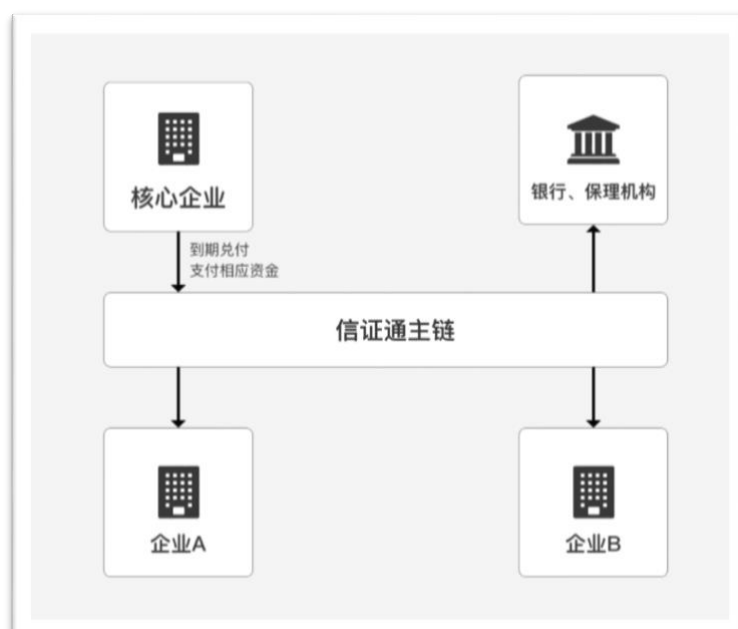 核心企业
银行、保理机构
到期兑付
支付相应资金
信证通主链
企业A
企业B